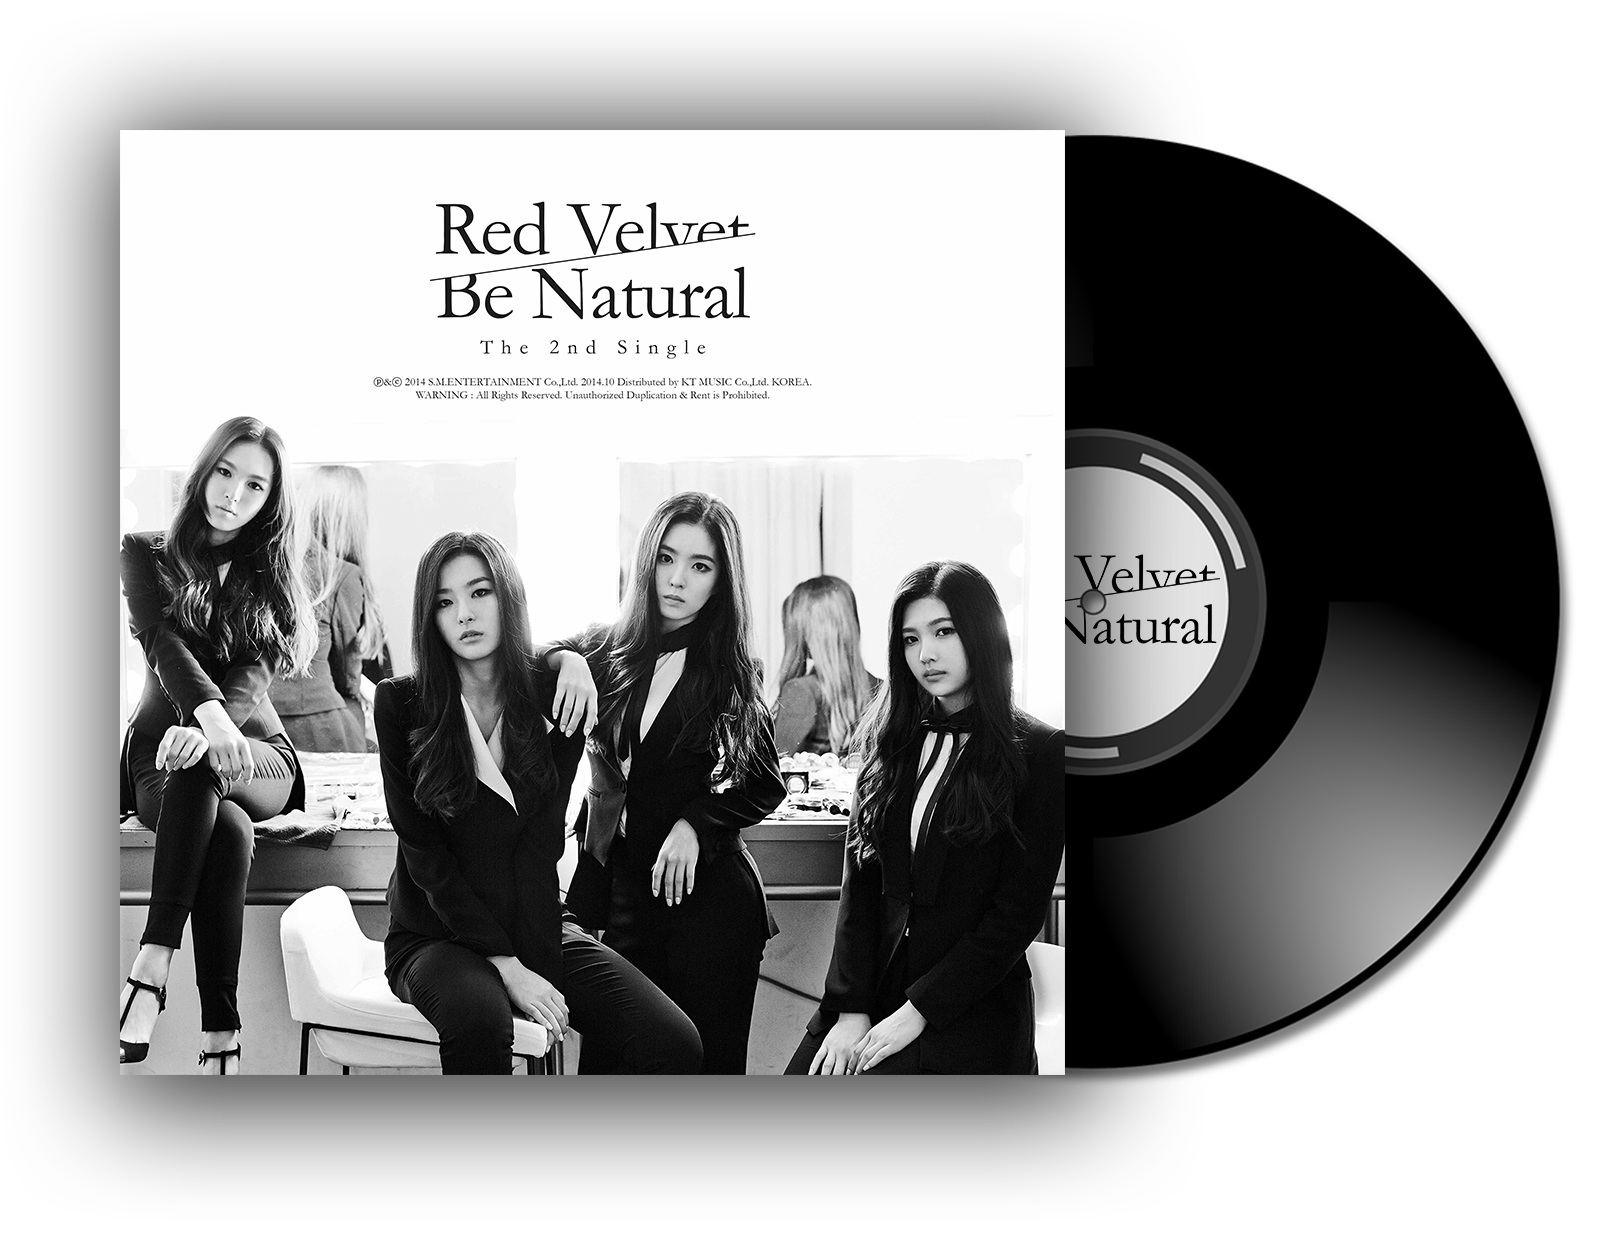 Red Velvet
Be Natural
The 2nd Single
℗&© 2014 S.M.ENTERTAINMENT Co.,Ltd. 2014.10 Distributed by KT MUSIC Co.,Ltd. KOREA.
WARNING : All Rights Reserved. Unauthorized Duplication & Rent is Prohibited.
Velvet
Natural